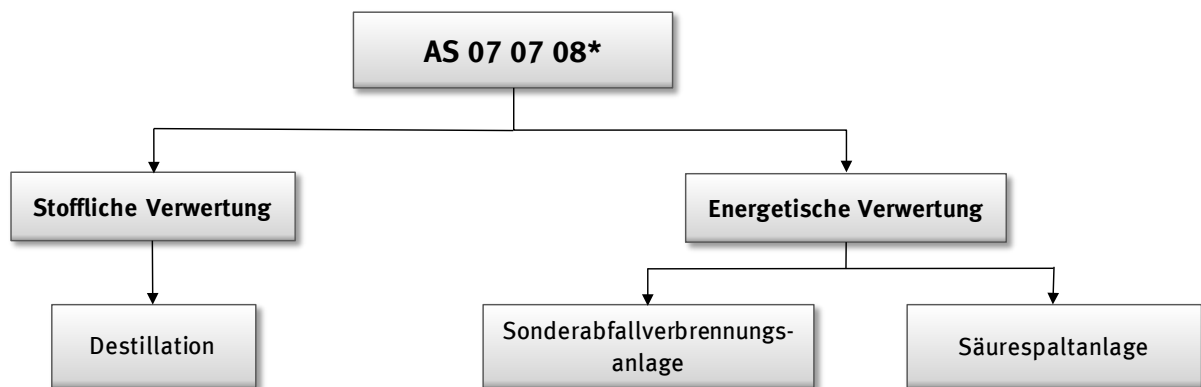 AS 07 07 08*
Stoffliche Verwertung
Energetische Verwertung
Destillation
Sonderabfallverbrennungs-
anlage
Säurespaltanlage